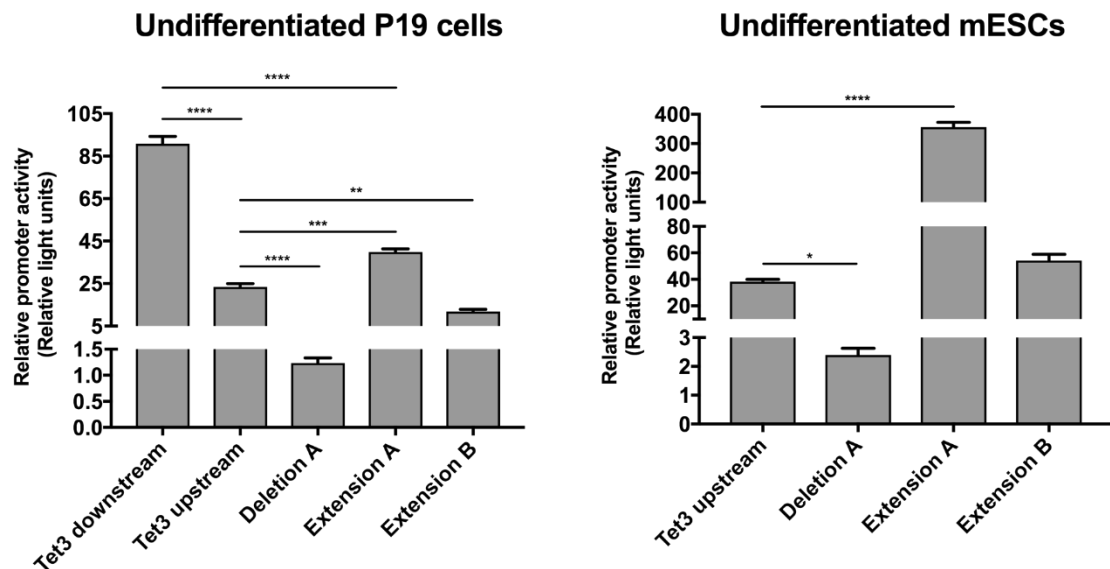 Undifferentiated P19 cells
Relative promoter activity
(Relative light units)
105
85
65
45
25
5
1.5
1.0
0.5
0.0
****
****
**
***
****
Tet3 downstream
Tet3 upstream
Deletion A
Extension A
Extension B
Undifferentiated mESCs
Relative promoter activity
(Relative light units)
400
300
200
100
80
60
40
20
3
2
1
0
****
*
Tet3 upstream
Deletion A
Extension A
Extension B